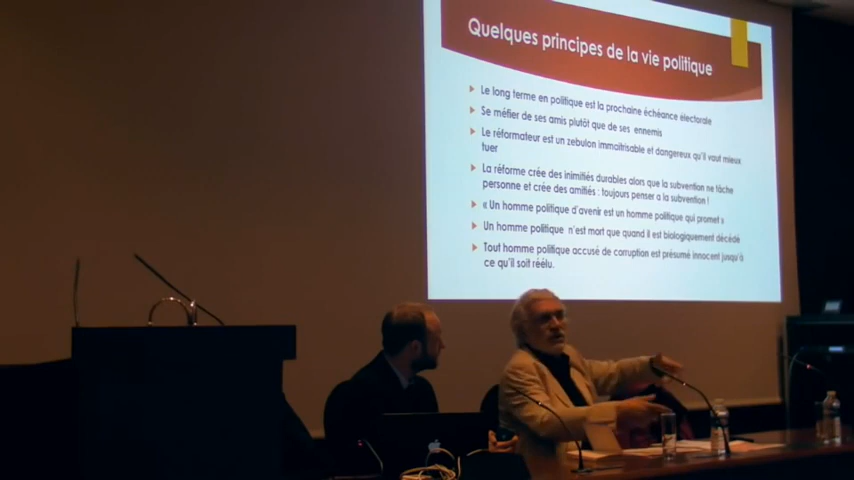 Quelques principes de la vie politique
Le long terme en politique est la prochaine échéance électorale
Se méfier de ses amis plutôt que de ses ennemis
Le réformateur est un zebulon immaitrisable et dangereux qu'il vaut mieux
tuer
La réforme crée des inimitiés durables alors que la subvention ne fâche
personne et crée des amitiés : toujours penser a la subvention !
« Un homme politique d'avenir est un homme politique qui promet »
Un homme politique n'est mort que quand il est biologiquement décédé
Tout homme politique accusé de corruption est présumé innocent jusqu'à
ce qu'il soit réélu.